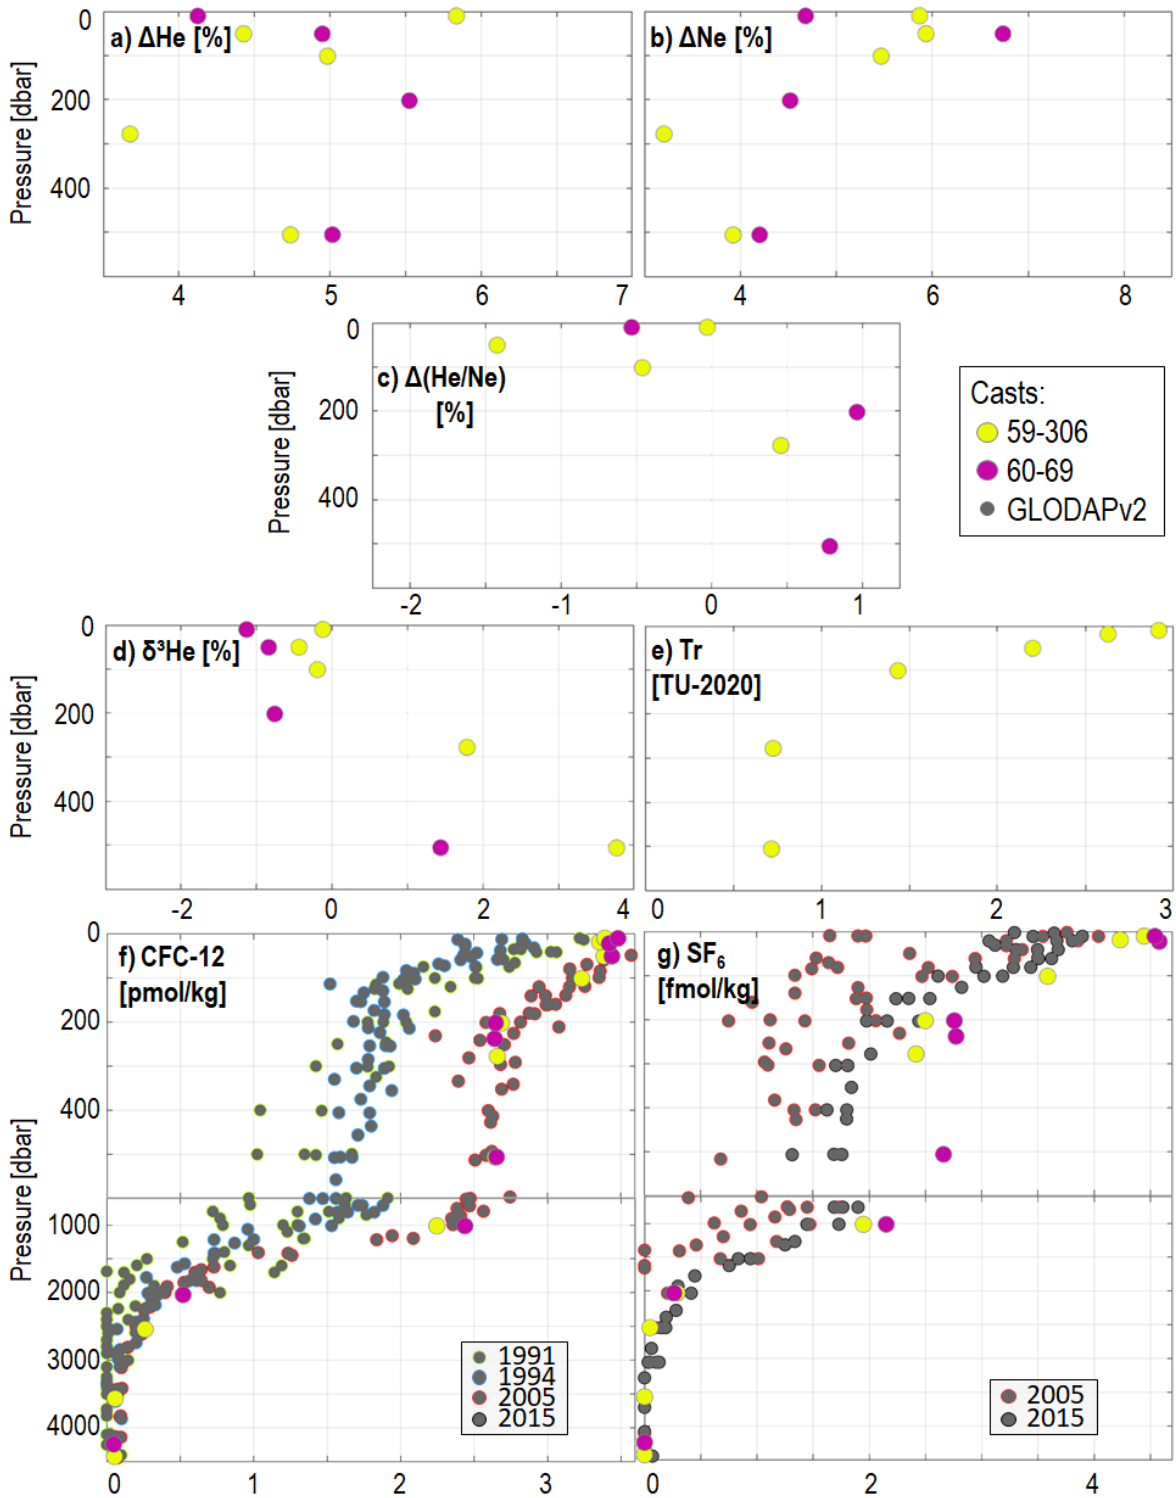 a) ΔHe [%]
Pressure [dbar]
0
200
400
4 5 6 7
b) ΔNe [%]
4 6 8
c) Δ(He/Ne)
[%]
Pressure [dbar]
0
200
400
-2 -1 0 1
Casts:
59-306
60-69
GLODAPv2
d) δ³He [%]
Pressure [dbar]
0
200
400
-2 0 2 4
e) Tr
[TU-2020]
0 1 2 3
f) CFC-12
[pmol/kg]
Pressure [dbar]
0
200
400
1000
2000
3000
4000
1991
1994
2005
2015
0 1 2 3
g) SF₆
[fmol/kg]
2005
2015
0 2 4